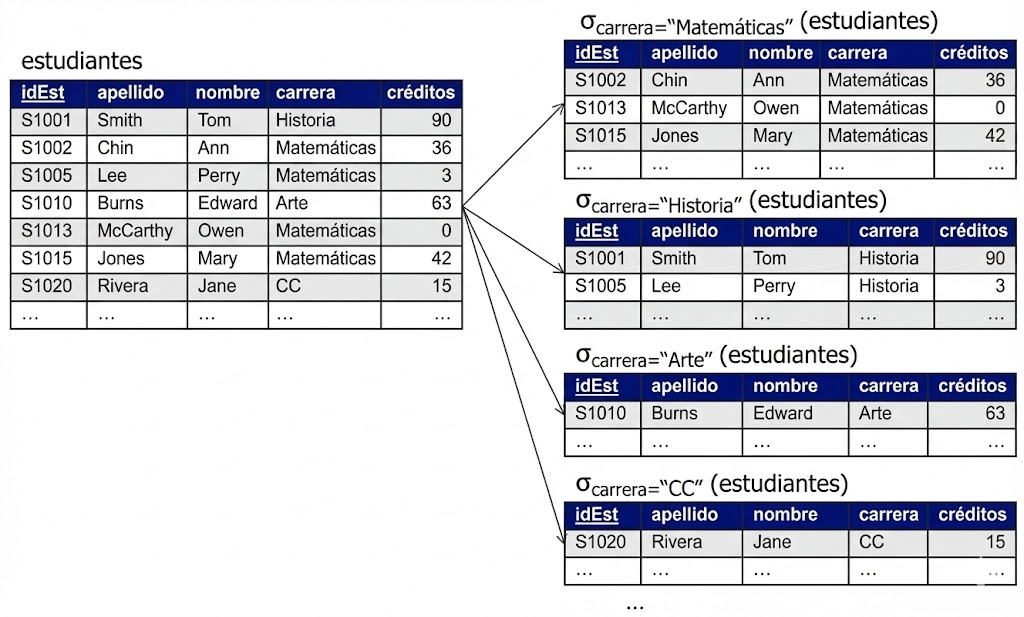 estudiantes
idEst apellido nombre carrera créditos
S1001 Smith Tom Historia 90
S1002 Chin Ann Matemáticas 36
S1005 Lee Perry Matemáticas 3
S1010 Burns Edward Arte 63
S1013 McCarthy Owen Matemáticas 0
S1015 Jones Mary Matemáticas 42
S1020 Rivera Jane CC 15
... ... ... ... ...
σcarrera=“Matemáticas” (estudiantes)
idEst apellido nombre carrera créditos
S1002 Chin Ann Matemáticas 36
S1013 McCarthy Owen Matemáticas 0
S1015 Jones Mary Matemáticas 42
... ... ... ... ...
σcarrera=“Historia” (estudiantes)
idEst apellido nombre carrera créditos
S1001 Smith Tom Historia 90
S1005 Lee Perry Historia 3
... ... ... ... ...
σcarrera=“Arte” (estudiantes)
idEst apellido nombre carrera créditos
S1010 Burns Edward Arte 63
... ... ... ... ...
σcarrera=“CC” (estudiantes)
idEst apellido nombre carrera créditos
S1020 Rivera Jane CC 15
... ... ... ... ...
...